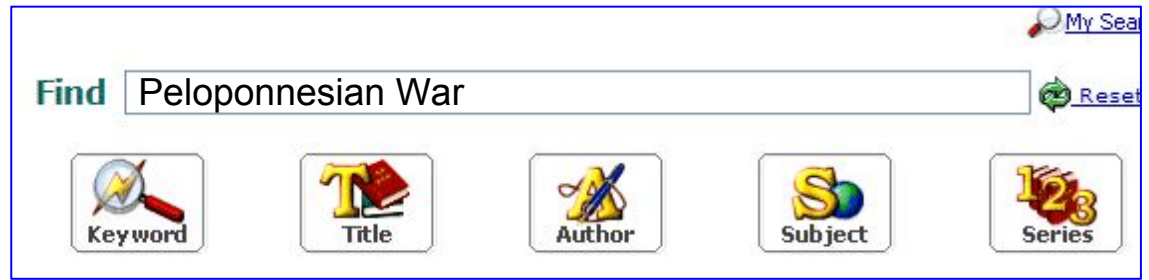 My Sear
Find Peloponnesian War Reset
Keyword Title Author Subject Series